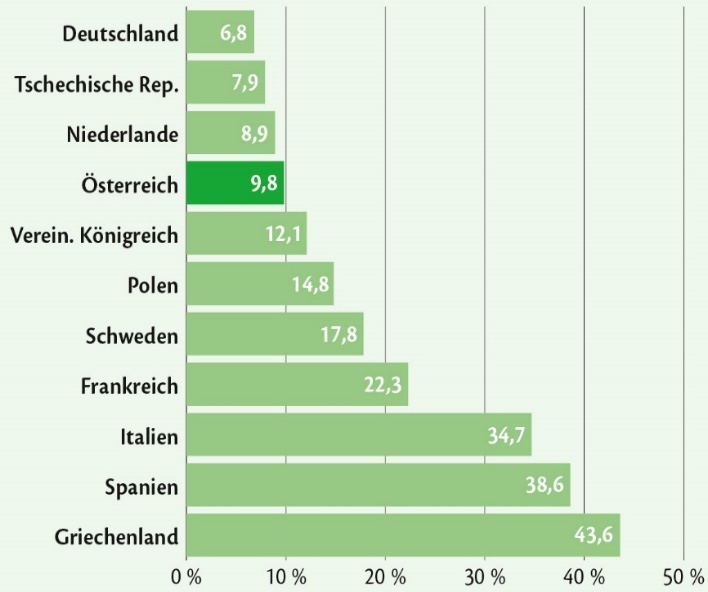 Deutschland 6,8
Tschechische Rep. 7,9
Niederlande 8,9
Österreich 9,8
Verein. Königreich 12,1
Polen 14,8
Schweden 17,8
Frankreich 22,3
Italien 34,7
Spanien 38,6
Griechenland 43,6
0 % 10 % 20 % 30 % 40 % 50 %